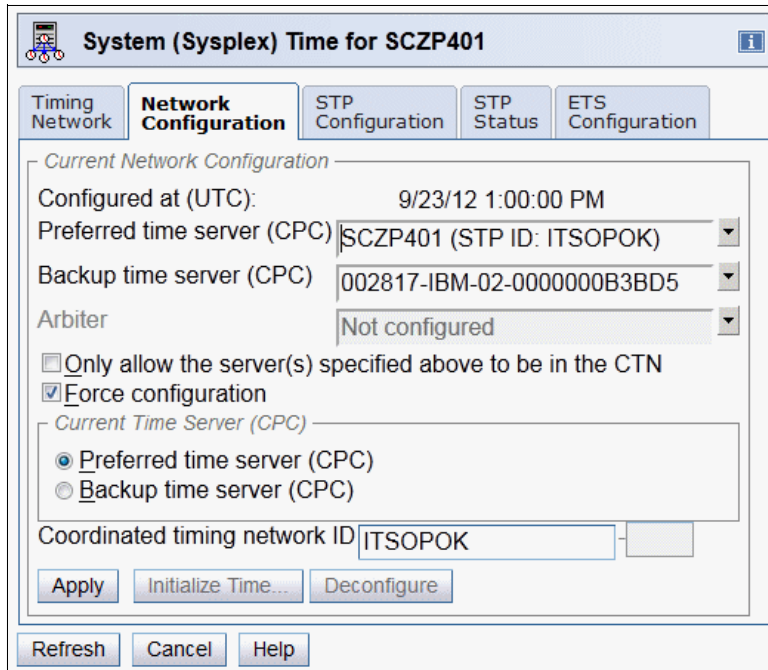 System (Sysplex) Time for SCZP401
i
Timing Network
Network Configuration
STP Configuration
STP Status
ETS Configuration
Current Network Configuration
Configured at (UTC): 9/23/12 1:00:00 PM
Preferred time server (CPC) SCZP401 (STP ID: ITSOPOK)
Backup time server (CPC) 002817-IBM-02-0000000B3BD5
Arbiter Not configured
Only allow the server(s) specified above to be in the CTN
Force configuration
Current Time Server (CPC)
Preferred time server (CPC)
Backup time server (CPC)
Coordinated timing network ID ITSOPOK -
Apply Initialize Time... Deconfigure
Refresh Cancel Help